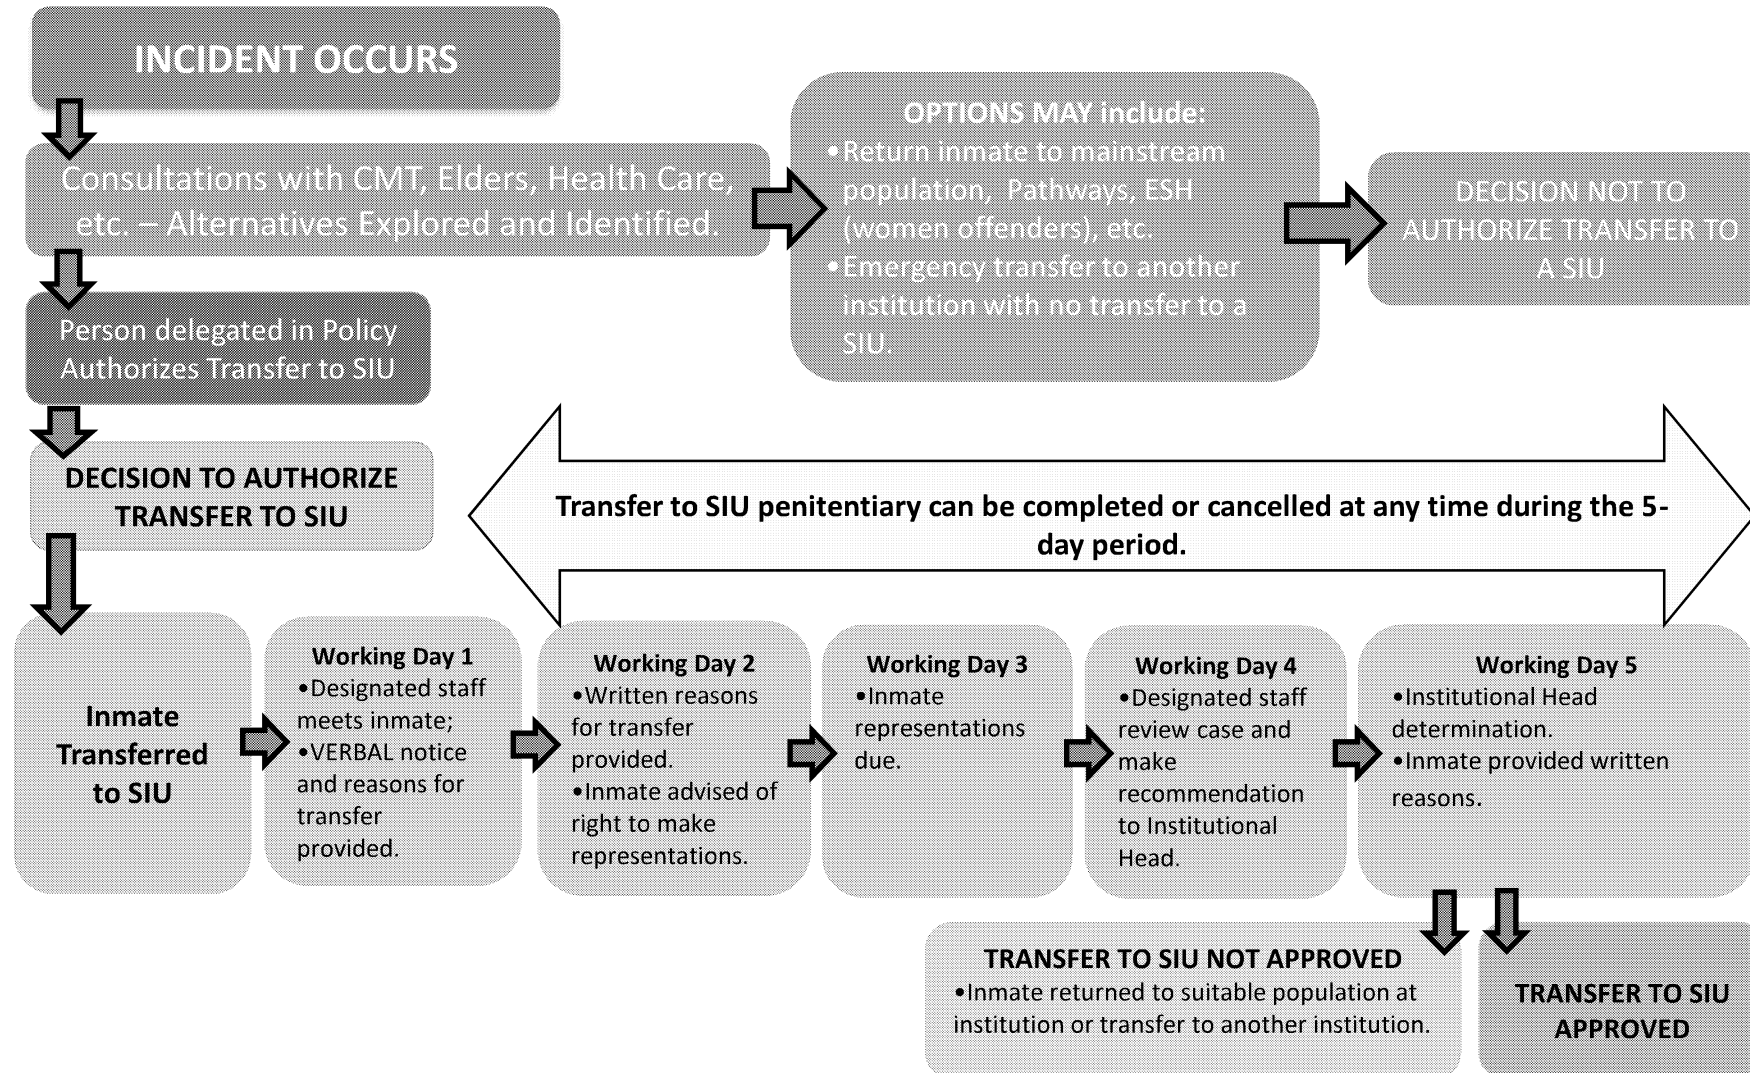 INCIDENT OCCURS
Consultations with CMT, Elders, Health Care,
etc. – Alternatives Explored and Identified.
OPTIONS MAY include:
•Return inmate to mainstream
population, Pathways, ESH
(women offenders), etc.
•Emergency transfer to another
institution with no transfer to a
SIU.
DECISION NOT TO
AUTHORIZE TRANSFER TO
A SIU
Person delegated in Policy
Authorizes Transfer to SIU
DECISION TO AUTHORIZE
TRANSFER TO SIU
Transfer to SIU penitentiary can be completed or cancelled at any time during the 5-
day period.
Inmate
Transferred
to SIU
Working Day 1
•Designated staff
meets inmate;
•VERBAL notice
and reasons for
transfer
provided.
Working Day 2
•Written reasons
for transfer
provided.
•Inmate advised of
right to make
representations.
Working Day 3
•Inmate
representations
due.
Working Day 4
•Designated staff
review case and
make
recommendation
to Institutional
Head.
Working Day 5
•Institutional Head
determination.
•Inmate provided written
reasons.
TRANSFER TO SIU NOT APPROVED
•Inmate returned to suitable population at
institution or transfer to another institution.
TRANSFER TO SIU
APPROVED